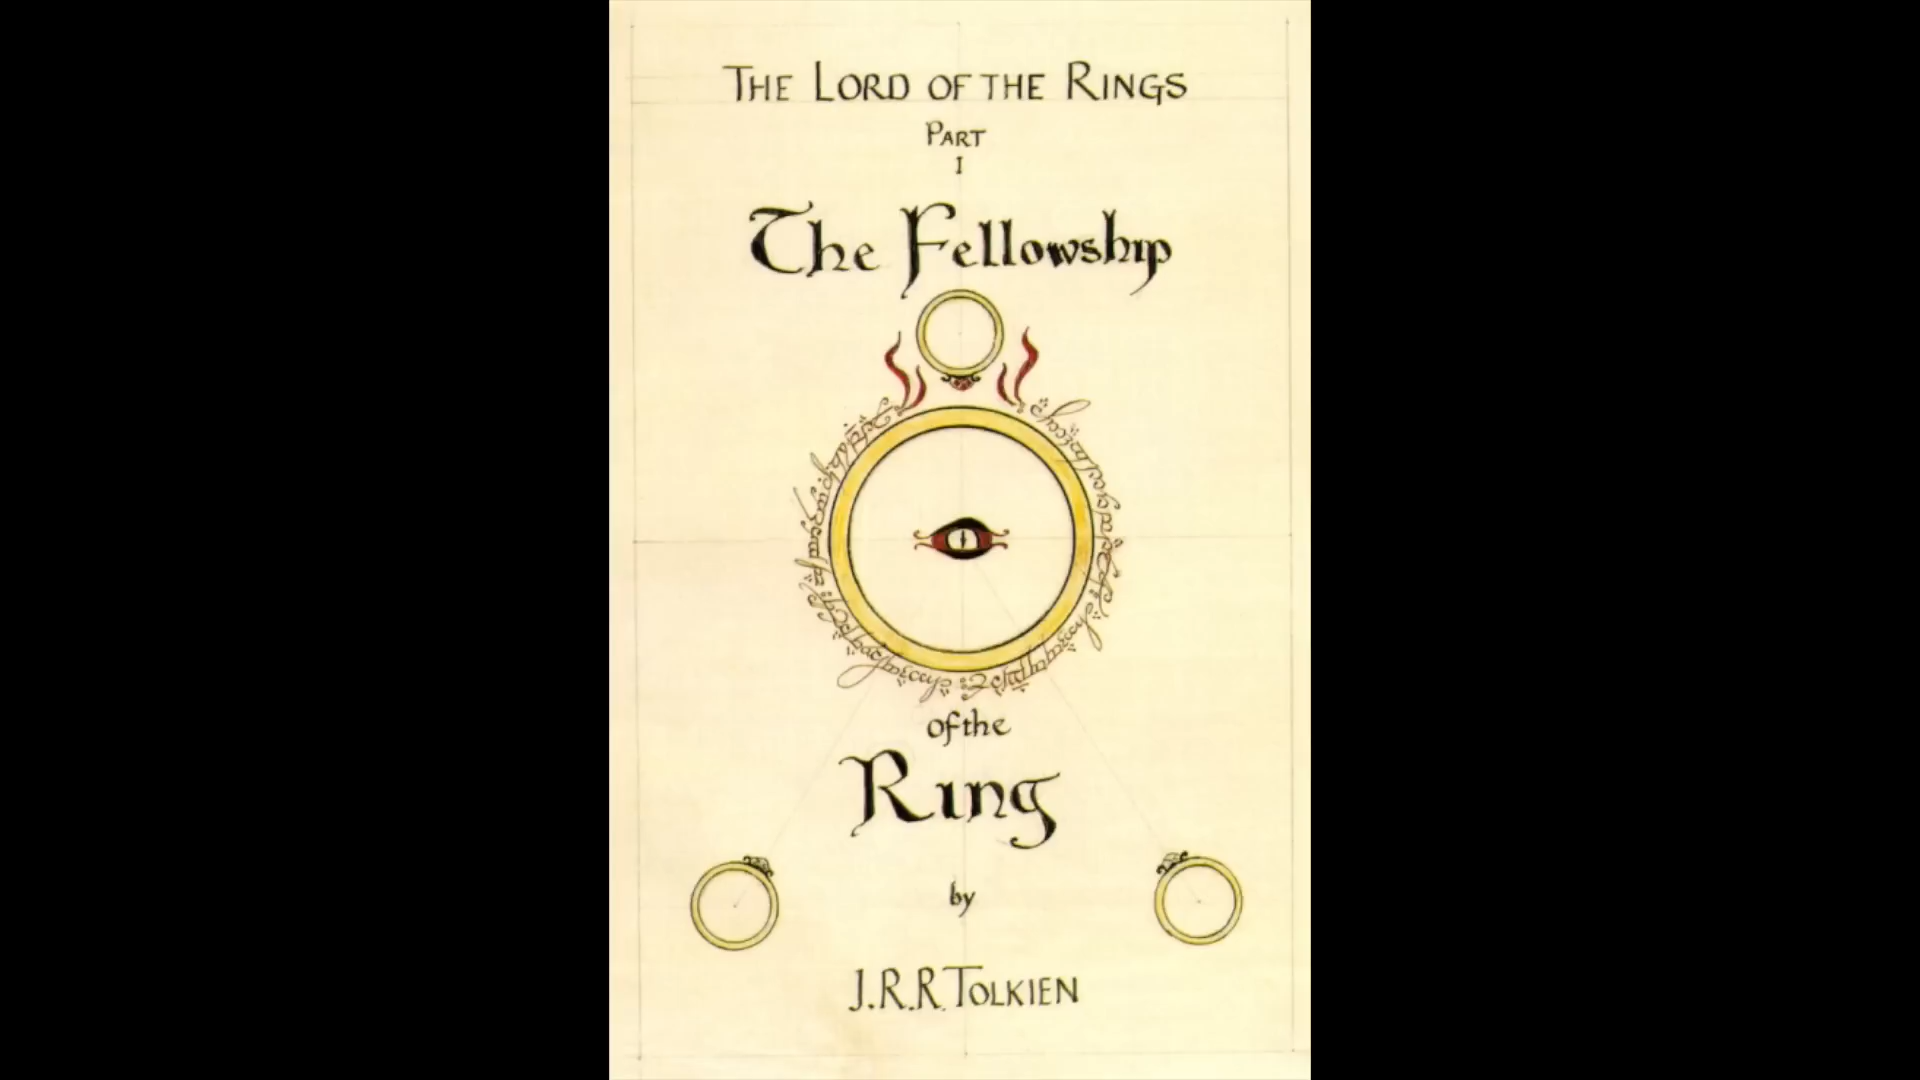 THE LORD OF THE RINGS
PART
I
The Fellowship
of the
Ring
by
J.R.R. TOLKIEN